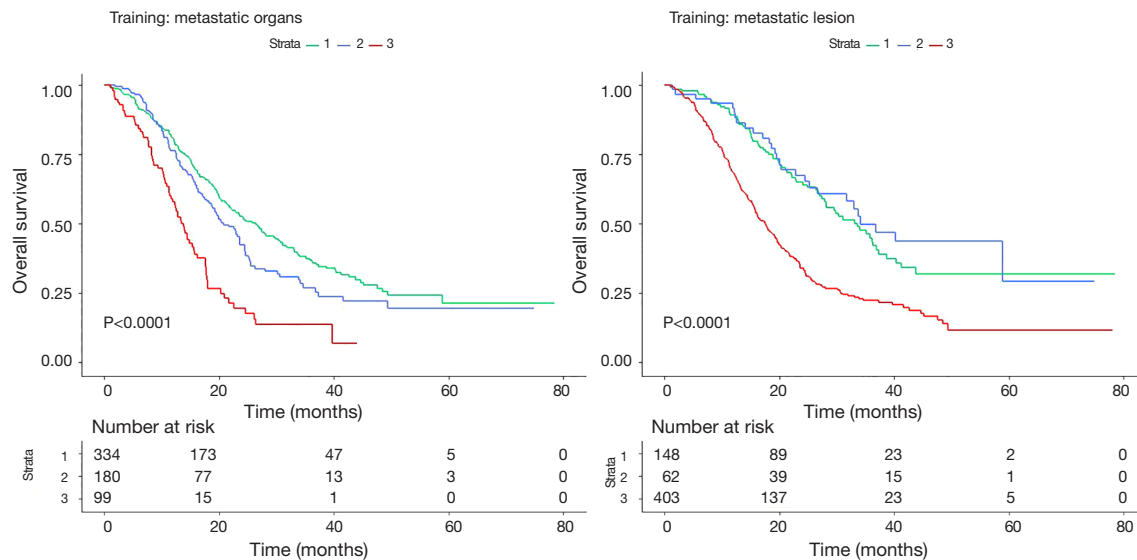 Training: metastatic organs
Strata 1 2 3
1.00
0.75
0.50
0.25
0.00
Overall survival
P<0.0001
0 20 40 60 80
Time (months)
Number at risk
Strata
1 334 173 47 5 0
2 180 77 13 3 0
3 99 15 1 0 0
0 20 40 60 80
Time (months)
Training: metastatic lesion
Strata 1 2 3
1.00
0.75
0.50
0.25
0.00
Overall survival
P<0.0001
0 20 40 60 80
Time (months)
Number at risk
Strata
1 148 89 23 2 0
2 62 39 15 1 0
3 403 137 23 5 0
0 20 40 60 80
Time (months)